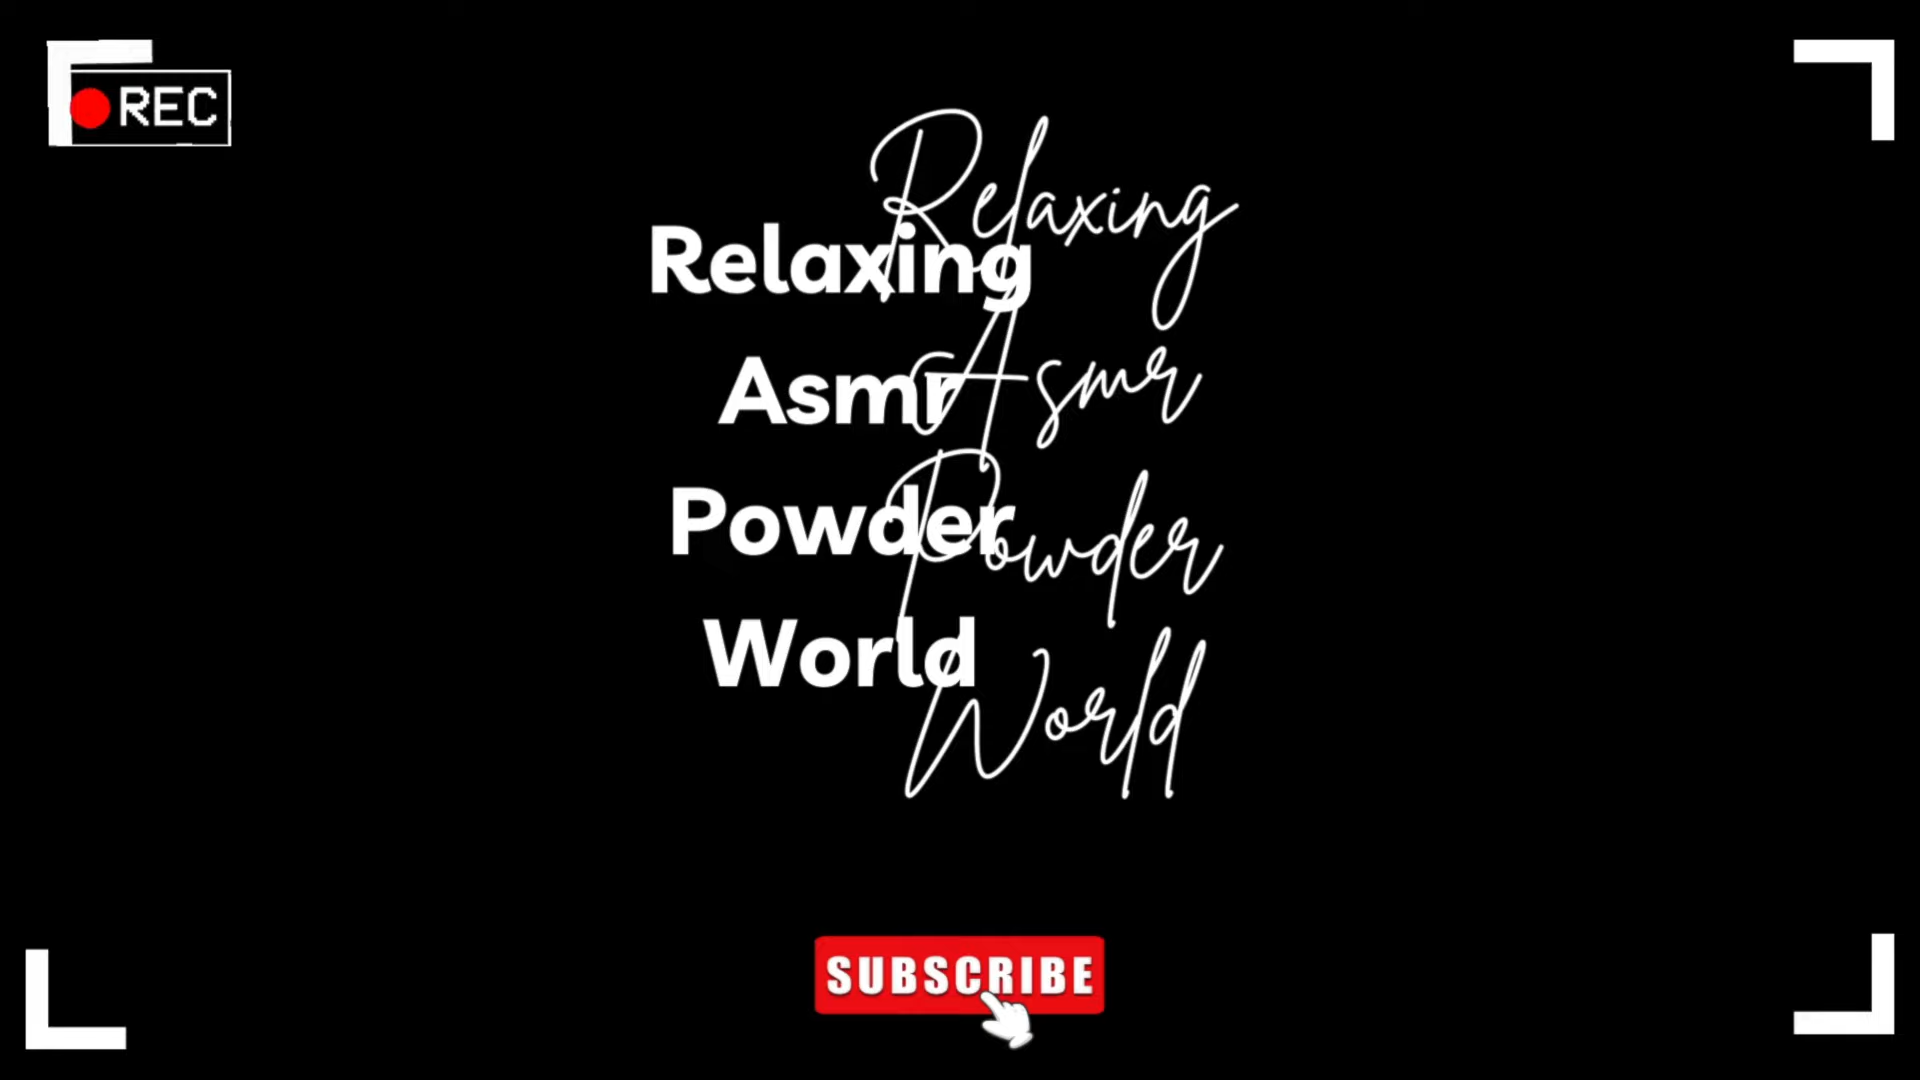 REC
Relaxing
Relaxing
Asmr
Asmr
Powder
Powder
World
World
SUBSCRIBE